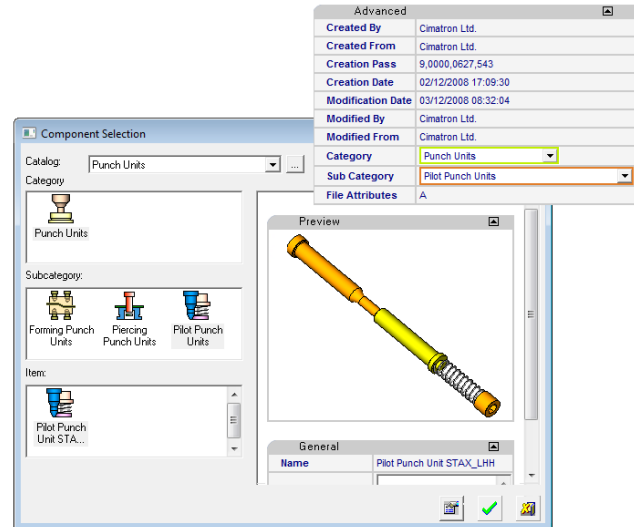 Advanced
Created By Cimatron Ltd.
Created From Cimatron Ltd.
Creation Pass 9,0000,0627,543
Creation Date 02/12/2008 17:09:30
Modification Date 03/12/2008 08:32:04
Modified By Cimatron Ltd.
Modified From Cimatron Ltd.
Category Punch Units
Sub Category Pilot Punch Units
File Attributes A
Component Selection
Catalog: Punch Units ...
Category
Punch Units
Subcategory:
Forming Punch Units
Piercing Punch Units
Pilot Punch Units
Item:
Pilot Punch Unit STA...
Preview
General
Name Pilot Punch Unit STAX_LHH